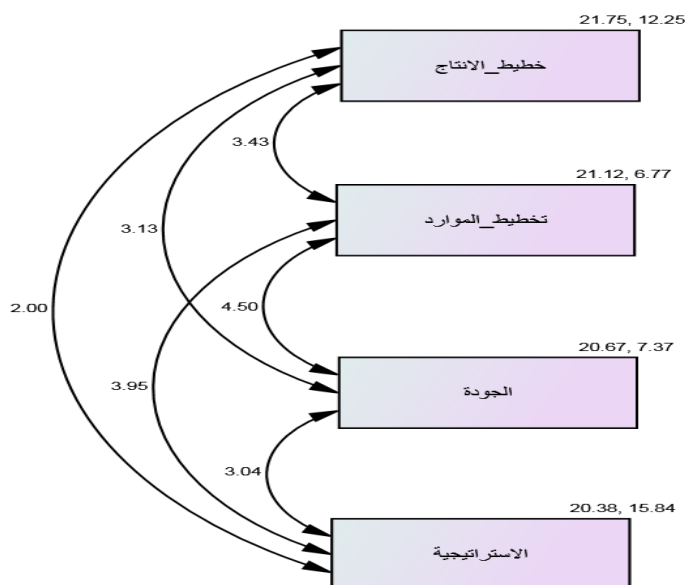 21.75, 12.25
خطيط_الانتاج
3.43
21.12, 6.77
تخطيط_الموارد
3.13
2.00
4.50
20.67, 7.37
3.95
الجودة
3.04
20.38, 15.84
الاستراتيجية